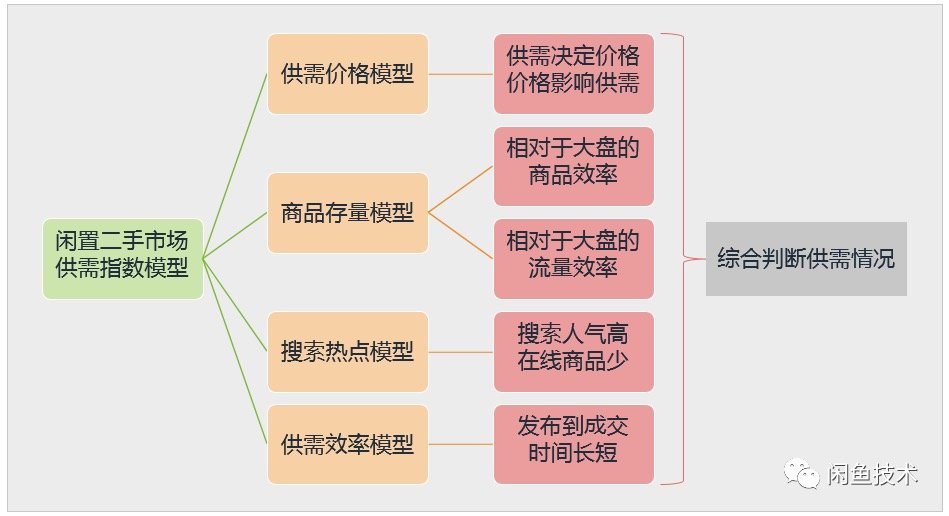 闲置二手市场
供需指数模型
供需价格模型
商品存量模型
搜索热点模型
供需效率模型
供需决定价格
价格影响供需
相对于大盘的
商品效率
相对于大盘的
流量效率
搜索人气高
在线商品少
发布到成交
时间长短
综合判断供需情况
闲鱼技术